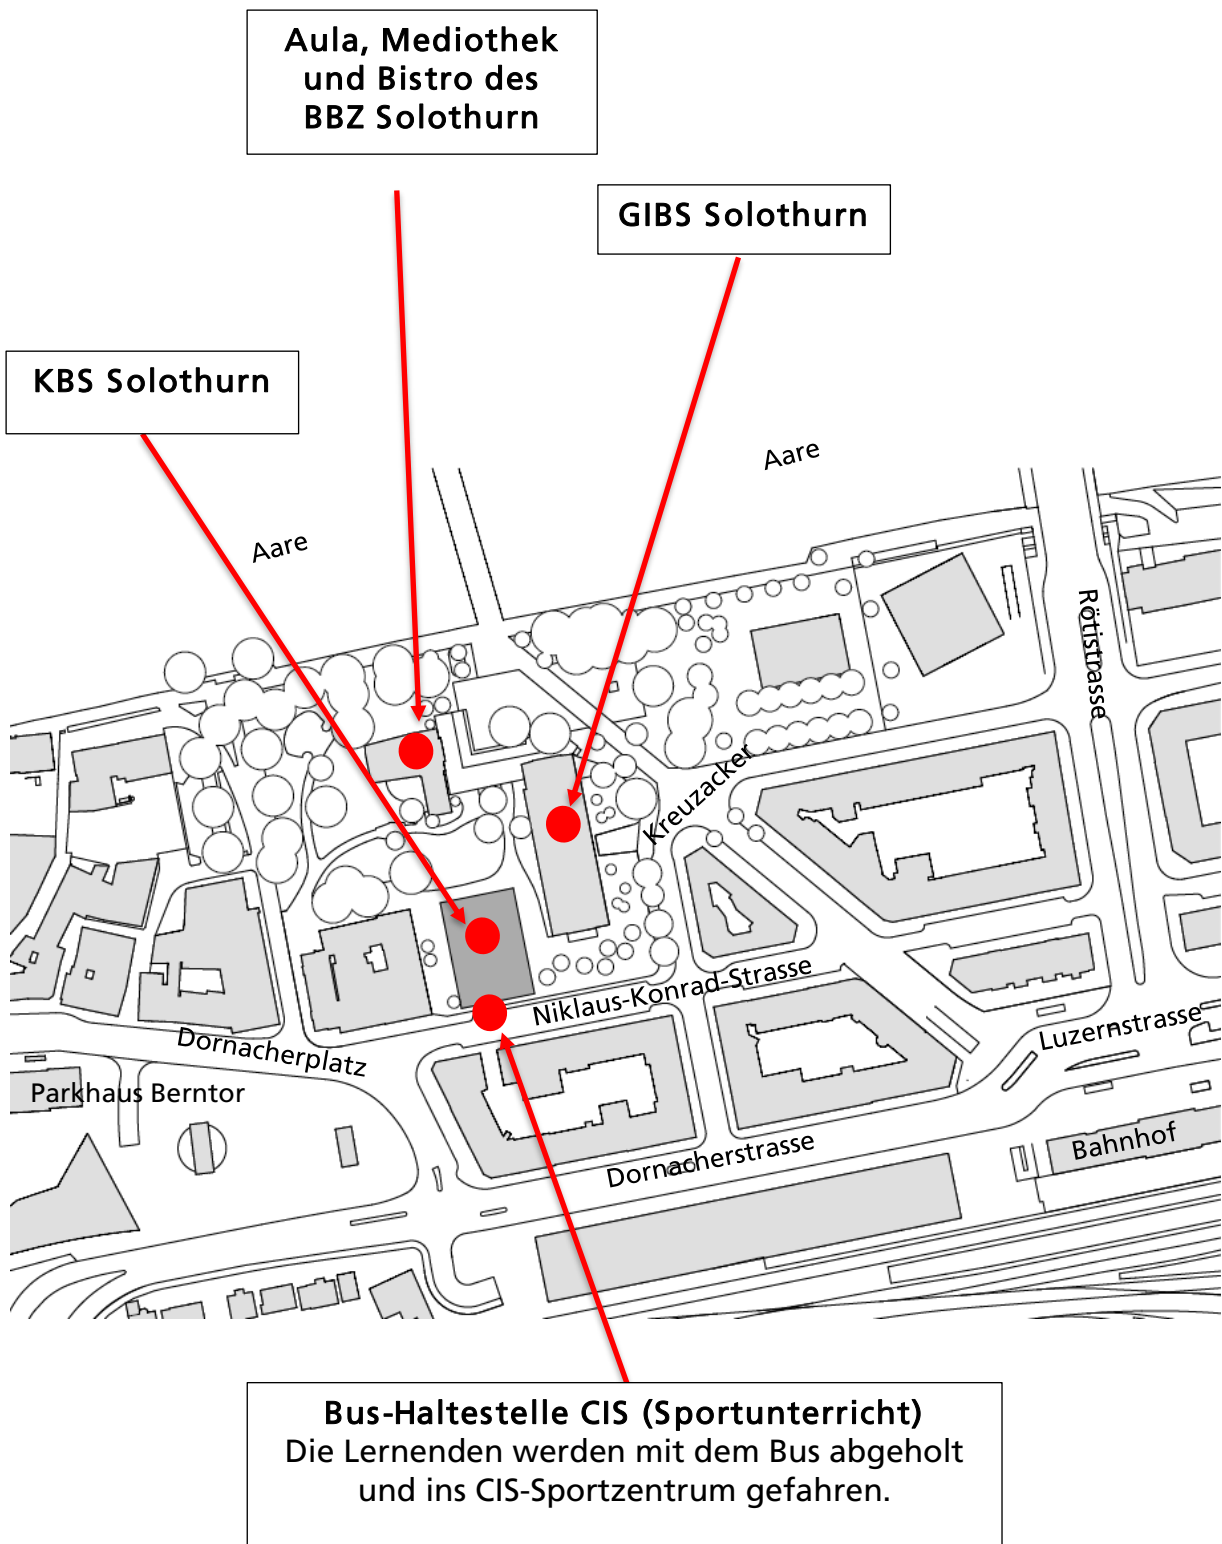 Aula, Mediothek
und Bistro des
BBZ Solothurn
GIBS Solothurn
KBS Solothurn
Aare
Aare
Rötistrasse
Kreuzacker
Niklaus-Konrad-Strasse
Luzernstrasse
Dornacherplatz
Parkhaus Berntor
Dornacherstrasse
Bahnhof
Bus-Haltestelle CIS (Sportunterricht)
Die Lernenden werden mit dem Bus abgeholt
und ins CIS-Sportzentrum gefahren.